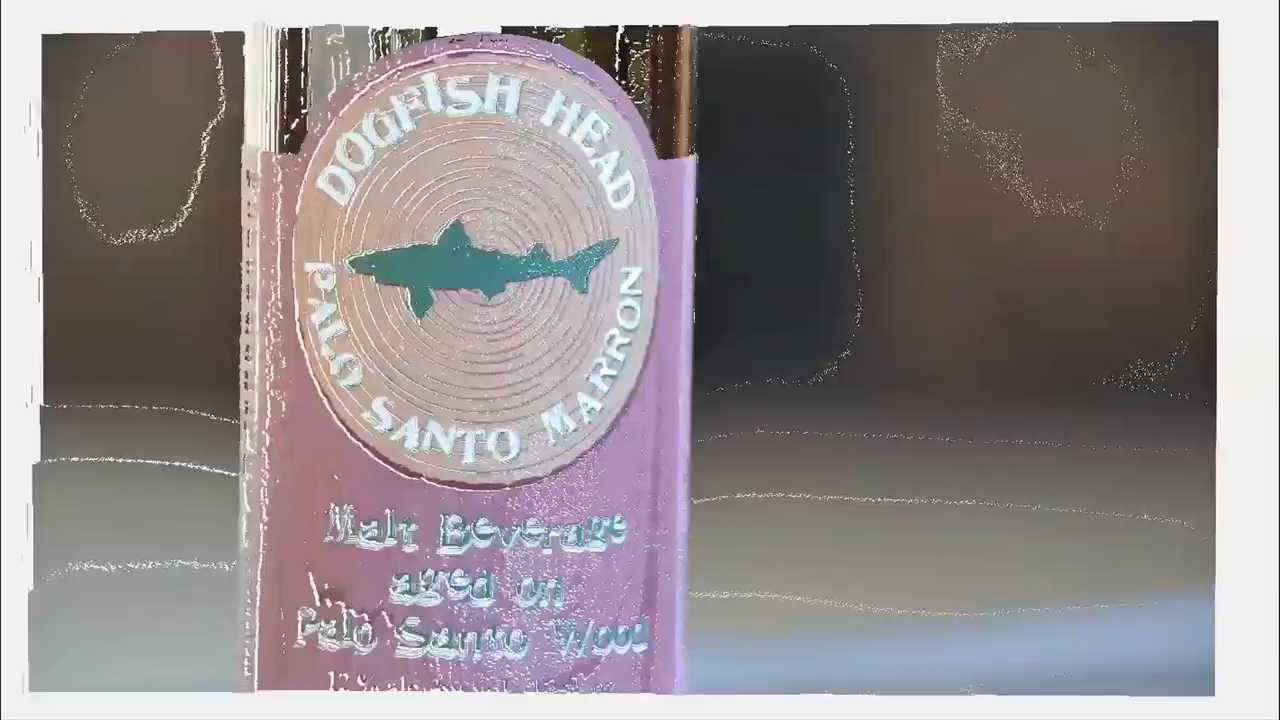 DOGFISH HEAD
PALO SANTO MARRON
Malt Beverage
aged on
Palo Santo Wood